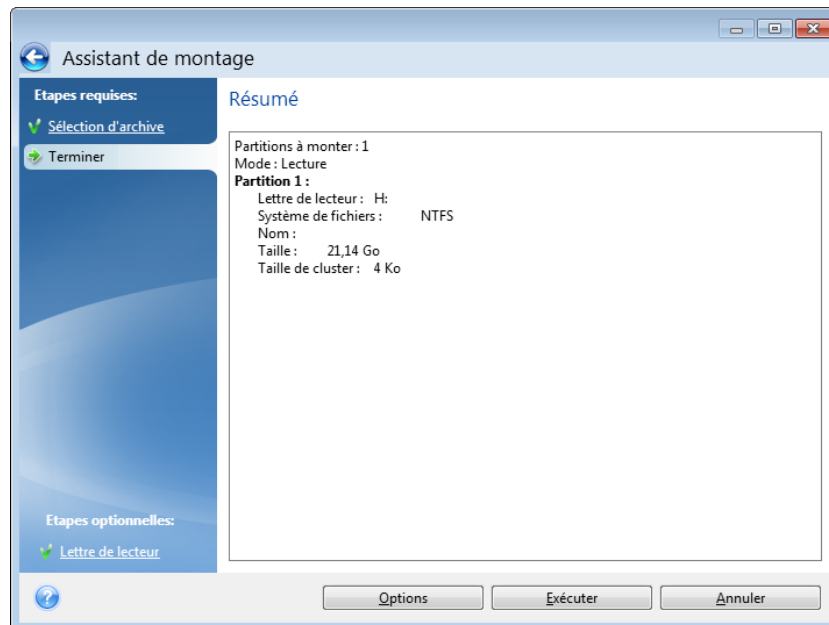 Assistant de montage
Etapes requises:
Sélection d'archive
Terminer
Etapes optionnelles:
Lettre de lecteur
Résumé
Partitions à monter : 1
Mode : Lecture
Partition 1 :
Lettre de lecteur : H:
Système de fichiers : NTFS
Nom :
Taille : 21,14 Go
Taille de cluster : 4 Ko
Options
Exécuter
Annuler